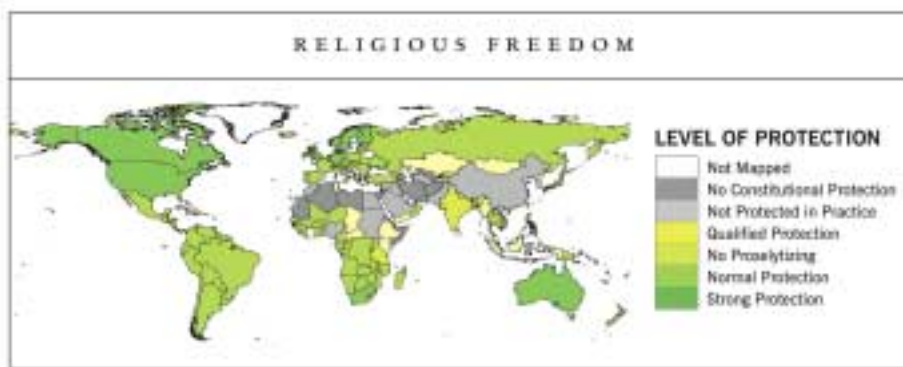 RELIGIOUS FREEDOM
LEVEL OF PROTECTION
Not Mapped
No Constitutional Protection
Not Protected in Practice
Qualified Protection
No Proselytizing
Normal Protection
Strong Protection